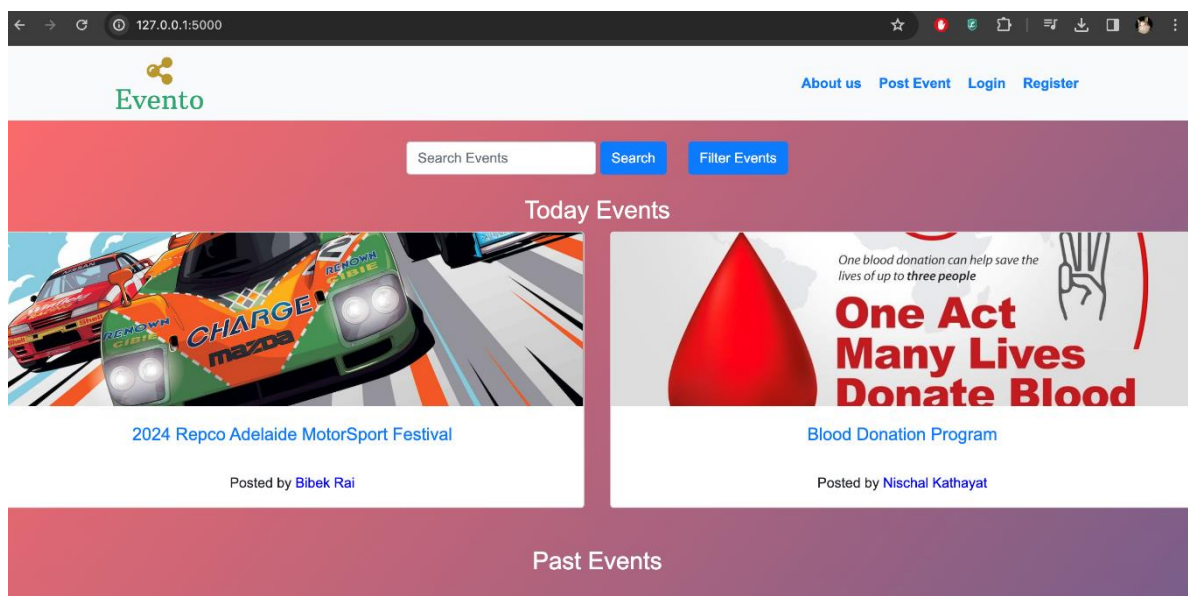 127.0.0.1:5000
Evento
About us Post Event Login Register
Search Events Search Filter Events
Today Events
RENOWN
CIBIE
CHARGE
mazda
RENOWN
CIBIE
One blood donation can help save the
lives of up to three people
One Act
Many Lives
Donate Blood
2024 Repco Adelaide MotorSport Festival
Blood Donation Program
Posted by Bibek Rai
Posted by Nischal Kathayat
Past Events